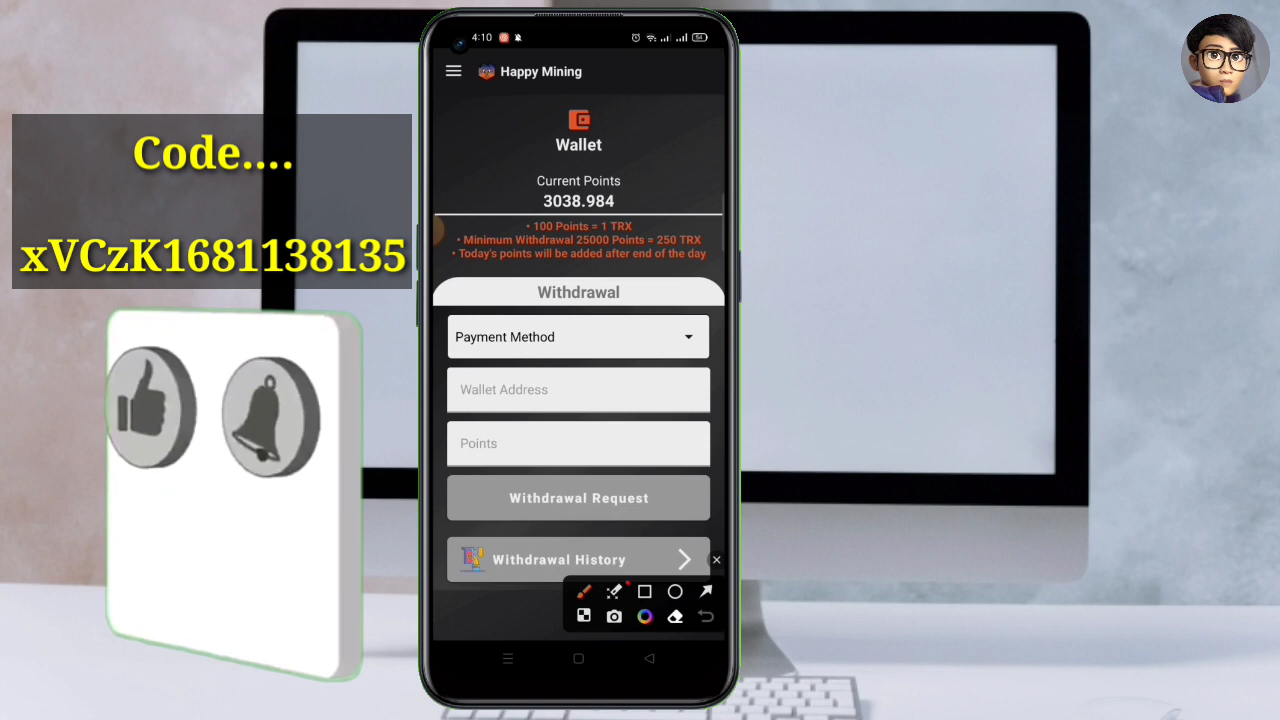 4:10
64
Happy Mining
Code....
xVCzK1681138135
Wallet
Current Points
3038.984
• 100 Points = 1 TRX
• Minimum Withdrawal 25000 Points = 250 TRX
• Today's points will be added after end of the day
Withdrawal
Payment Method
Wallet Address
Points
Withdrawal Request
Withdrawal History